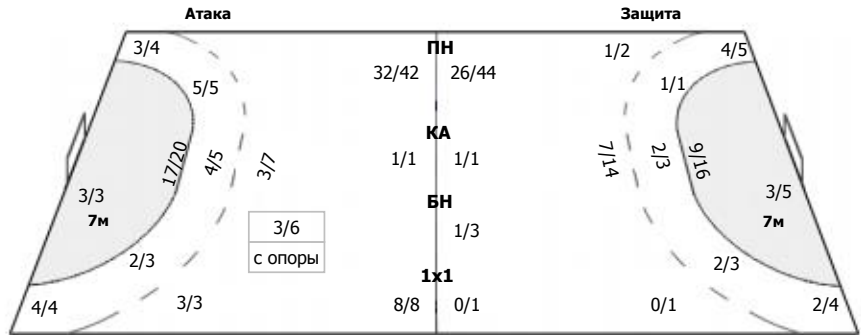 Атака Защита
ПН
3/4 1/2 4/5
32/42 26/44
5/5 1/1
КА
17/20 4/5 3/7 1/1 1/1 7/14 2/3 9/16
3/3 3/5
7м 7м
БН
3/6 1/3
с опоры
2/3 2/3
1x1
4/4 3/3 8/8 0/1 0/1 2/4